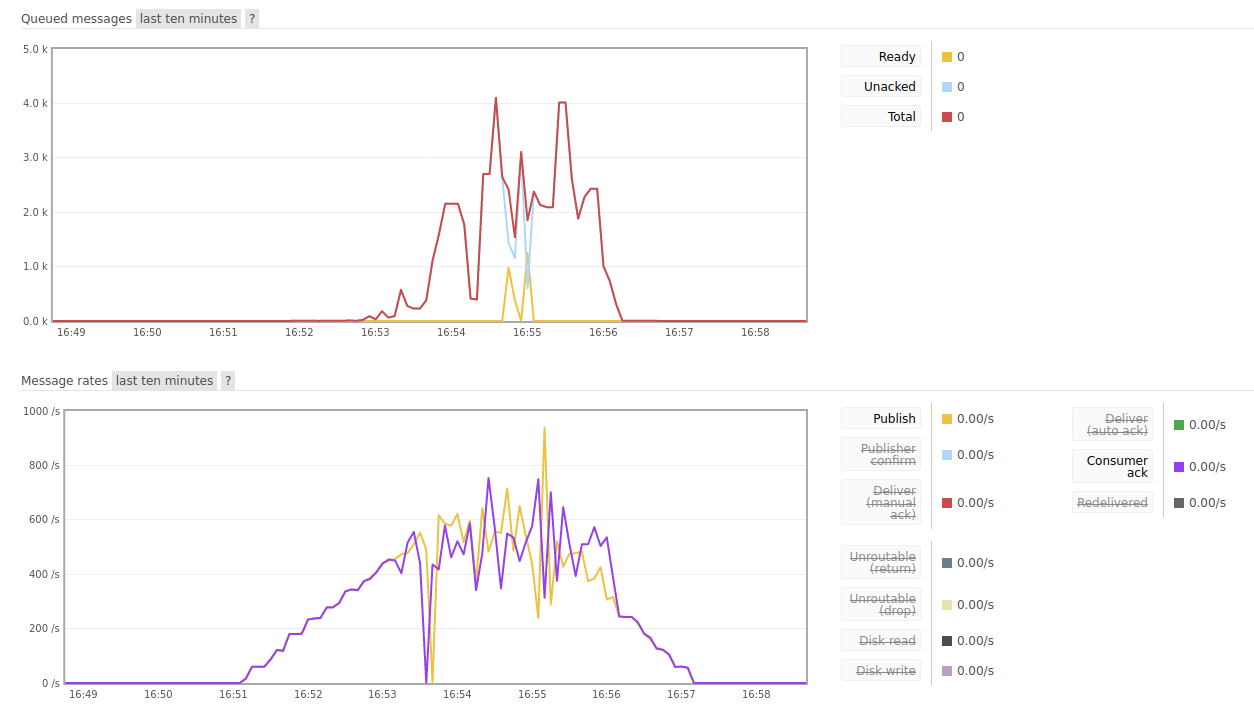 Queued messages last ten minutes ?
5.0 k
4.0 k
3.0 k
2.0 k
1.0 k
0.0 k
16:49 16:50 16:51 16:52 16:53 16:54 16:55 16:56 16:57 16:58
Ready 0
Unacked 0
Total 0
Message rates last ten minutes ?
1000 /s
800 /s
600 /s
400 /s
200 /s
0 /s
16:49 16:50 16:51 16:52 16:53 16:54 16:55 16:56 16:57 16:58
Publish 0.00/s
Publisher
confirm 0.00/s
Deliver
(manual 0.00/s
ack)
Unroutable
(return) 0.00/s
Unroutable
(drop) 0.00/s
Disk read 0.00/s
Disk write 0.00/s
Deliver
(auto ack) 0.00/s
Consumer
ack 0.00/s
Redelivered 0.00/s